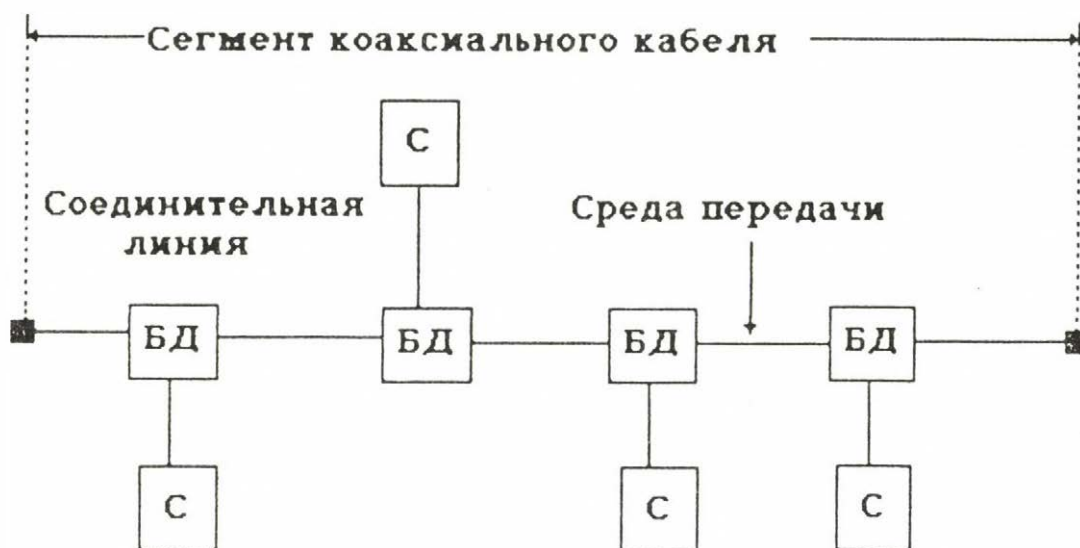 Сегмент коаксиального кабеля
С
Соединительная
линия
Среда передачи
БД
БД
БД
БД
С
С
С